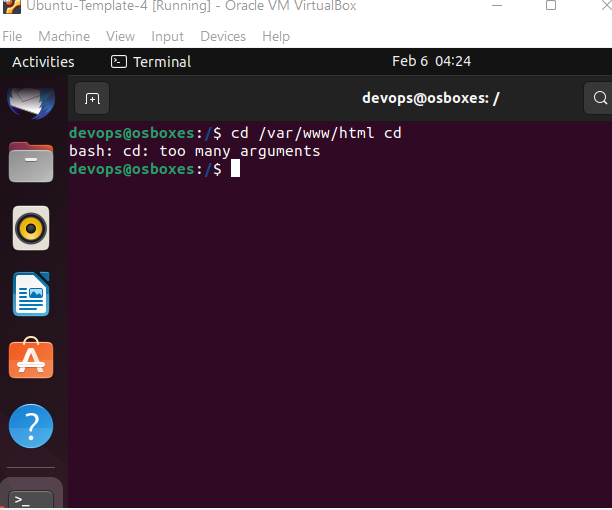 Ubuntu-Template-4 [Running] - Oracle VM VirtualBox
File Machine View Input Devices Help
Activities >_ Terminal Feb 6 04:24
devops@osboxes: /
devops@osboxes:/$ cd /var/www/html cd
bash: cd: too many arguments
devops@osboxes:/$
?
>_